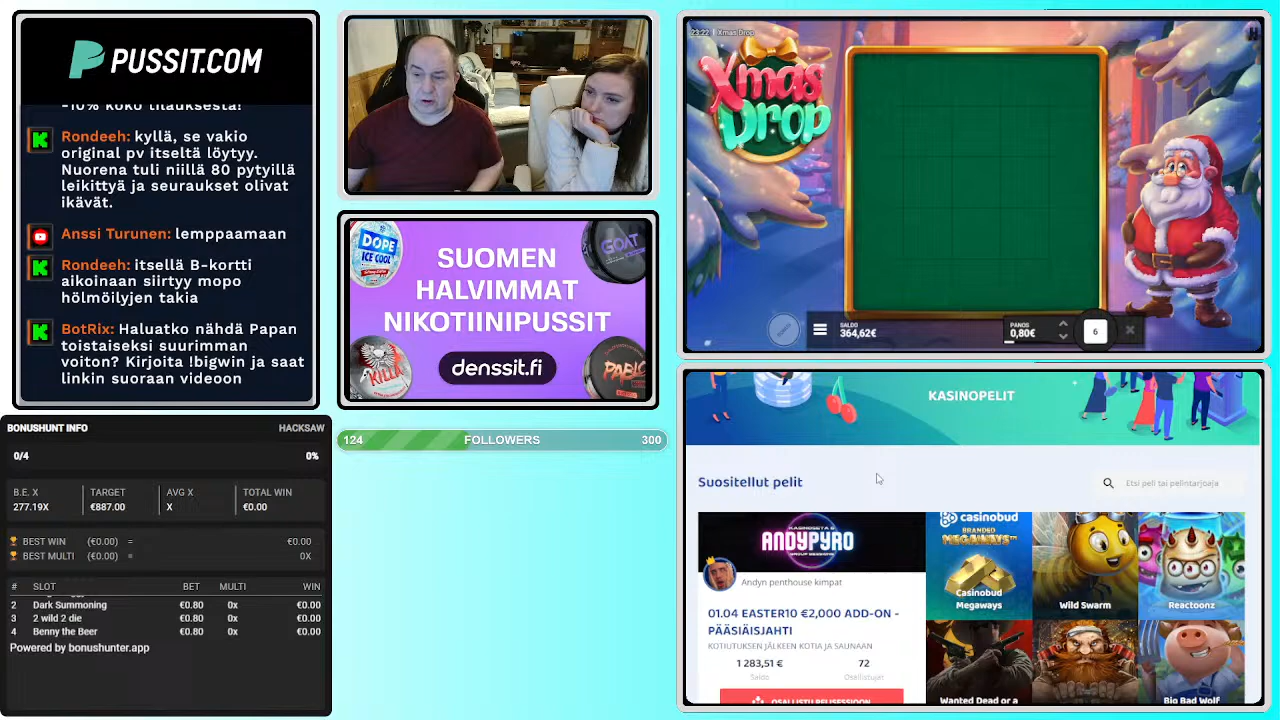 PUSSIT.COM
-10% koko tilauksesta!
Rondeeh: kyllä, se vakio
original pv itseltä löytyy.
Nuorena tuli niillä 80 pytyillä
leikittyä ja seuraukset olivat
ikävät.
Anssi Turunen: lemppaamaan
Rondeeh: itsellä B-kortti
aikoinaan siirtyy mopo
hölmöilyjen takia
BotRix: Haluatko nähdä Papan
toistaiseksi suurimman
voiton? Kirjoita !bigwin ja saat
linkin suoraan videoon
BONUSHUNT INFO HACKSAW
0/4 0%
B.E. X TARGET AVG X TOTAL WIN
277.19X €887.00 X €0.00
BEST WIN (€0.00) = €0.00
BEST MULTI (€0.00) = 0X
# SLOT BET MULTI WIN
2 Dark Summoning €0.80 0x €0.00
3 2 wild 2 die €0.80 0x €0.00
4 Benny the Beer €0.80 0x €0.00
Powered by bonushunter.app
DOPE
ICE COOL
GOAT
SUOMEN
HALVIMMAT
NIKOTIINIPUSSIT
KILLA
denssit.fi
PABLO
124 FOLLOWERS 300
23:22 | Xmas Drop
Xmas
Drop
SALDO
364,62€
PANOS
0,80€
6
KASINOPELIT
Suositellut pelit
Etsi peli tai pelintarjoaja
ANDYPYRO
Andyn penthouse kimpat
01.04 EASTER10 €2,000 ADD-ON -
PÄÄSIÄISJAHTI
KOTIUTUKSEN JÄLKEEN KOTIA JA SAUNAAN
1 283,51 € 72
Saldo Osallistujat
OSALLISTU PELISESSIOON
casinobud
BRANDED
MEGAWAYS
Casinobud
Megaways
Wild Swarm
Reactoonz
Wanted Dead or a
Big Bad Wolf